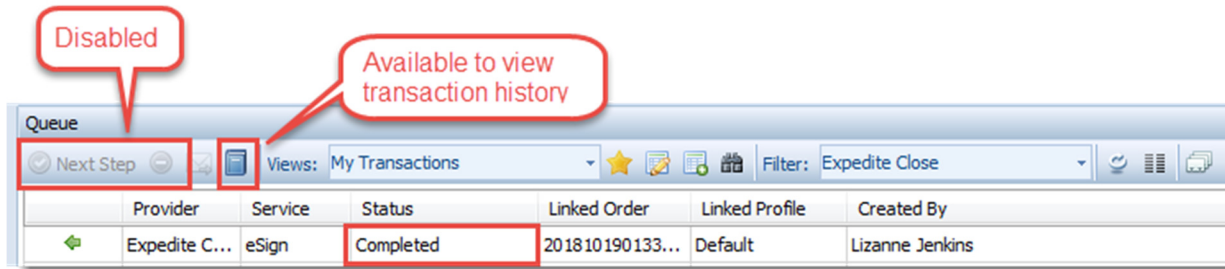 Disabled
Available to view
transaction history
Queue
Next Step Views: My Transactions Filter: Expedite Close
Provider Service Status Linked Order Linked Profile Created By
Expedite C... eSign Completed 201810190133... Default Lizanne Jenkins